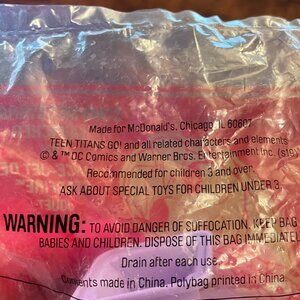 Made for McDonald's, Chicago, IL 60607
TEEN TITANS GO! and all related characters and elements
© & ™ DC Comics and Warner Bros. Entertainment Inc. (s19)
Recommended for children 3 and over.
ASK ABOUT SPECIAL TOYS FOR CHILDREN UNDER 3.
WARNING: TO AVOID DANGER OF SUFFOCATION, KEEP BAG
BABIES AND CHILDREN. DISPOSE OF THIS BAG IMMEDIATEL
Drain after each use.
Contents made in China. Polybag printed in China.